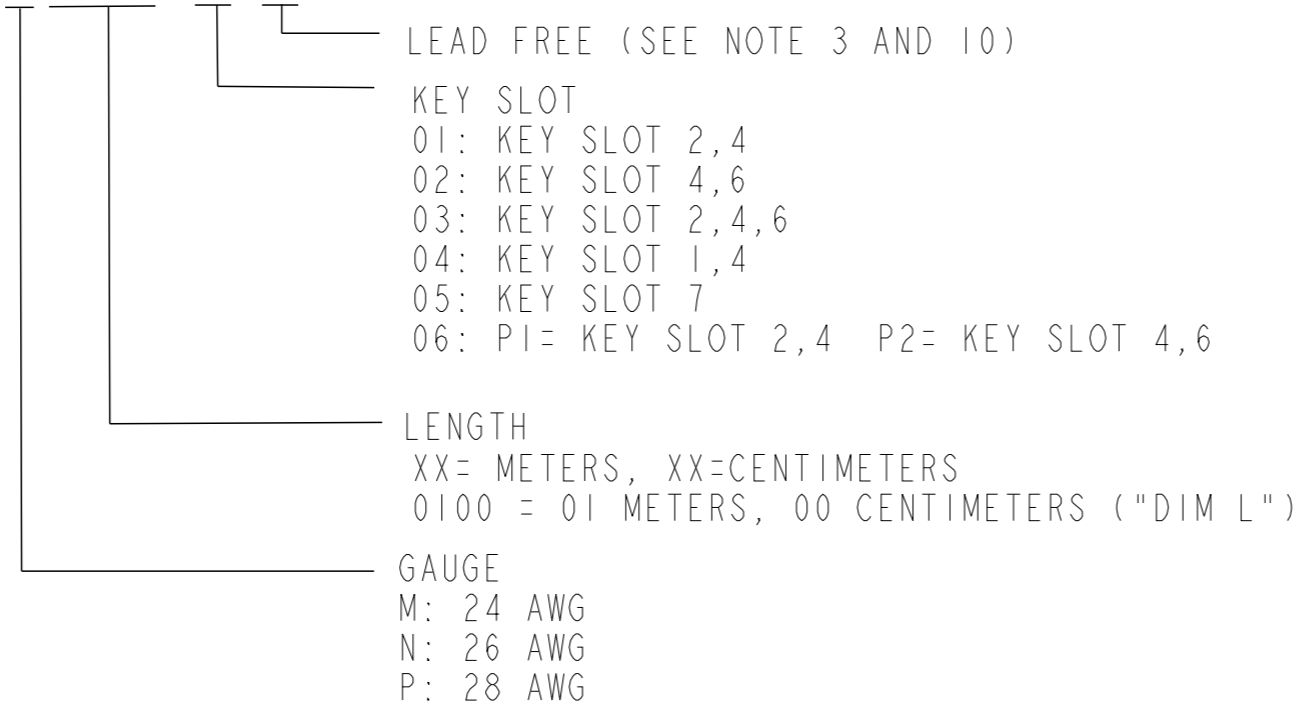 LEAD FREE (SEE NOTE 3 AND 10)
KEY SLOT
01: KEY SLOT 2,4
02: KEY SLOT 4,6
03: KEY SLOT 2,4,6
04: KEY SLOT 1,4
05: KEY SLOT 7
06: P1= KEY SLOT 2,4 P2= KEY SLOT 4,6
LENGTH
XX= METERS, XX=CENTIMETERS
0100 = 01 METERS, 00 CENTIMETERS ("DIM L")
GAUGE
M: 24 AWG
N: 26 AWG
P: 28 AWG